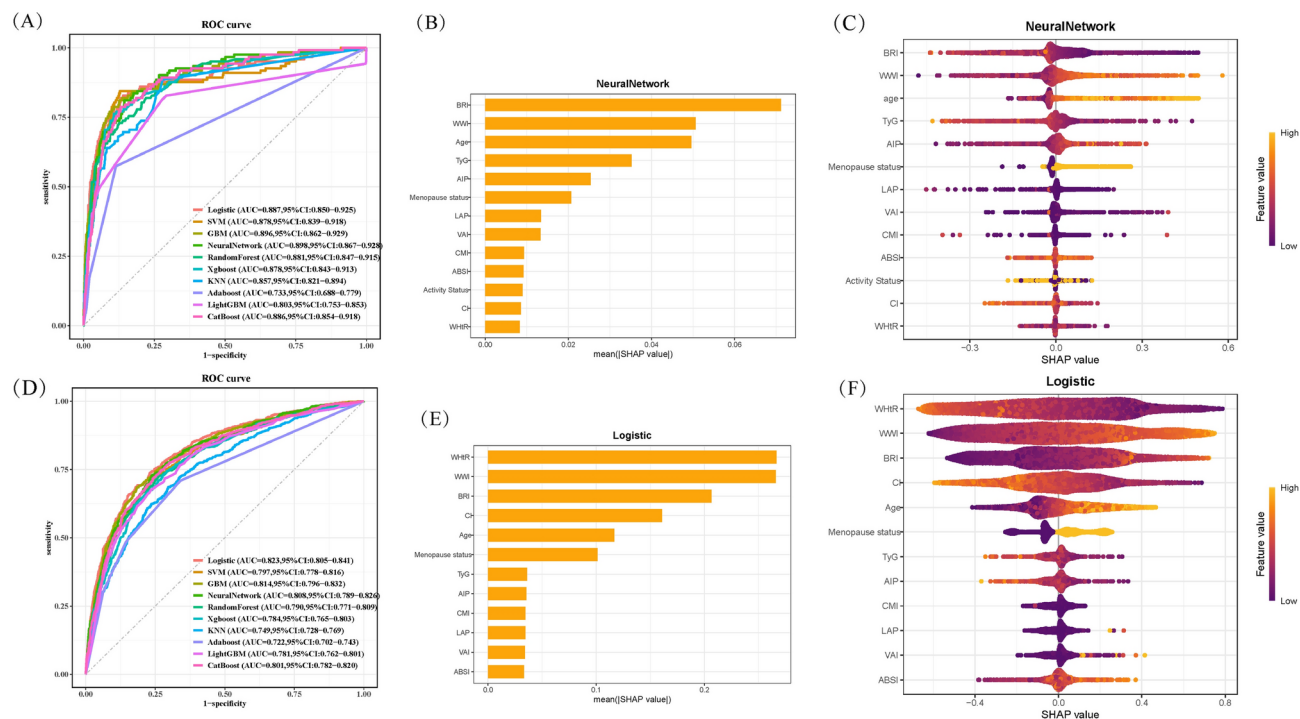 (A)
ROC curve
1.00
0.75
0.50
0.25
0.00
sensitivity
Logistic (AUC=0.887,95%CI:0.850−0.925)
SVM (AUC=0.878,95%CI:0.839−0.918)
GBM (AUC=0.896,95%CI:0.862−0.929)
NeuralNetwork (AUC=0.898,95%CI:0.867−0.928)
RandomForest (AUC=0.881,95%CI:0.847−0.915)
Xgboost (AUC=0.878,95%CI:0.843−0.913)
KNN (AUC=0.857,95%CI:0.821−0.894)
Adaboost (AUC=0.733,95%CI:0.688−0.779)
LightGBM (AUC=0.803,95%CI:0.753−0.853)
CatBoost (AUC=0.886,95%CI:0.854−0.918)
0.00 0.25 0.50 0.75 1.00
1−specificity
(B)
NeuralNetwork
BRI
WWI
Age
TyG
AIP
Menopause status
LAP
VAI
CMI
ABSI
Activity Status
CI
WHtR
0.00 0.02 0.04 0.06
mean(|SHAP value|)
(C)
NeuralNetwork
BRI
WWI
age
TyG
AIP
Menopause status
LAP
VAI
CMI
ABSI
Activity Status
CI
WHtR
−0.3 0.0 0.3 0.6
SHAP value
High
Feature value
Low
(D)
ROC curve
1.00
0.75
0.50
0.25
0.00
sensitivity
Logistic (AUC=0.823,95%CI:0.805−0.841)
SVM (AUC=0.797,95%CI:0.778−0.816)
GBM (AUC=0.814,95%CI:0.796−0.832)
NeuralNetwork (AUC=0.808,95%CI:0.789−0.826)
RandomForest (AUC=0.790,95%CI:0.771−0.809)
Xgboost (AUC=0.784,95%CI:0.765−0.803)
KNN (AUC=0.749,95%CI:0.728−0.769)
Adaboost (AUC=0.722,95%CI:0.702−0.743)
LightGBM (AUC=0.781,95%CI:0.762−0.801)
CatBoost (AUC=0.801,95%CI:0.782−0.820)
0.00 0.25 0.50 0.75 1.00
1−specificity
(E)
Logistic
WHtR
WWI
BRI
CI
Age
Menopause status
TyG
AIP
CMI
LAP
VAI
ABSI
0.0 0.1 0.2
mean(|SHAP value|)
(F)
Logistic
WHtR
WWI
BRI
CI
Age
Menopause status
TyG
AIP
CMI
LAP
VAI
ABSI
−0.4 0.0 0.4 0.8
SHAP value
High
Feature value
Low